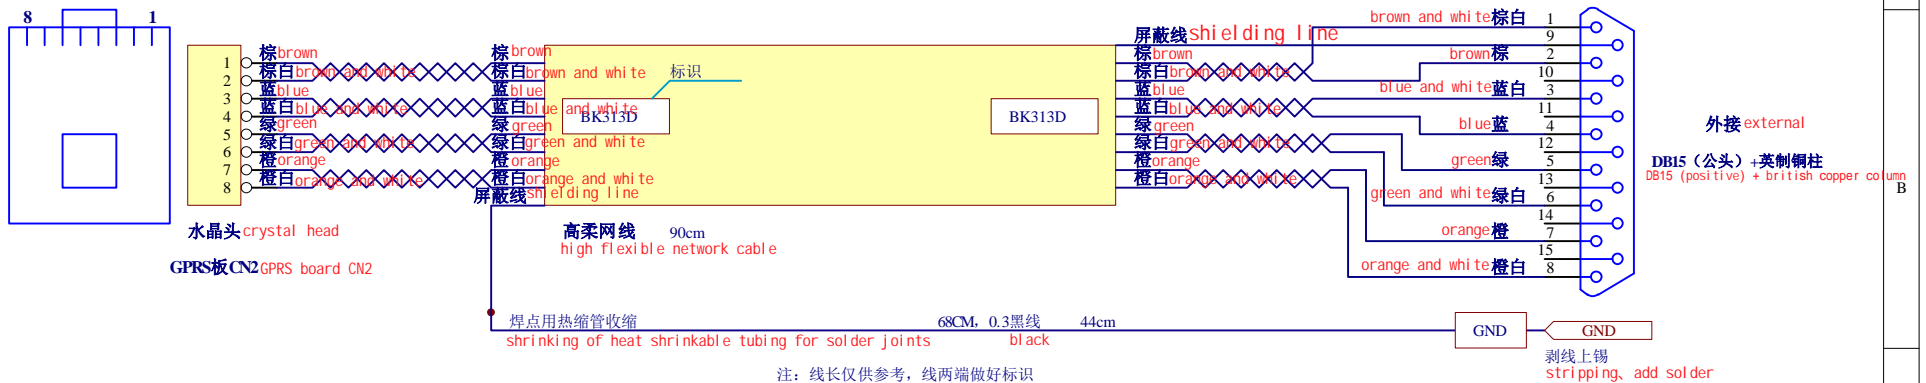 8 1
1 棕brown
2 棕白brown and white
3 蓝blue
4 蓝白blue and white
5 绿green
6 绿白green and white
7 橙orange
8 橙白orange and white
水晶头crystal head
GPRS板CN2GPRS board CN2
棕brown
棕白brown and white
蓝blue
蓝白blue and white
绿green
绿白green and white
橙orange
橙白orange and white
屏蔽线shielding line
标识
BK313D
BK313D
高柔网线 90cm
high flexible network cable
屏蔽线shielding line
棕brown
棕白brown and white
蓝blue
蓝白blue and white
绿green
绿白green and white
橙orange
橙白orange and white
brown and white棕白 1
9
brown棕 2
10
blue and white蓝白 3
11
blue蓝 4
12
green绿 5
13
green and white绿白 6
14
orange橙 7
15
orange and white橙白 8
外接external
DB15（公头）+英制铜柱
DB15 (positive) + british copper column
B
焊点用热缩管收缩 68CM，0.3黑线 44cm
shrinking of heat shrinkable tubing for solder joints black
GND GND
剥线上锡
stripping、add solder
注：线长仅供参考，线两端做好标识